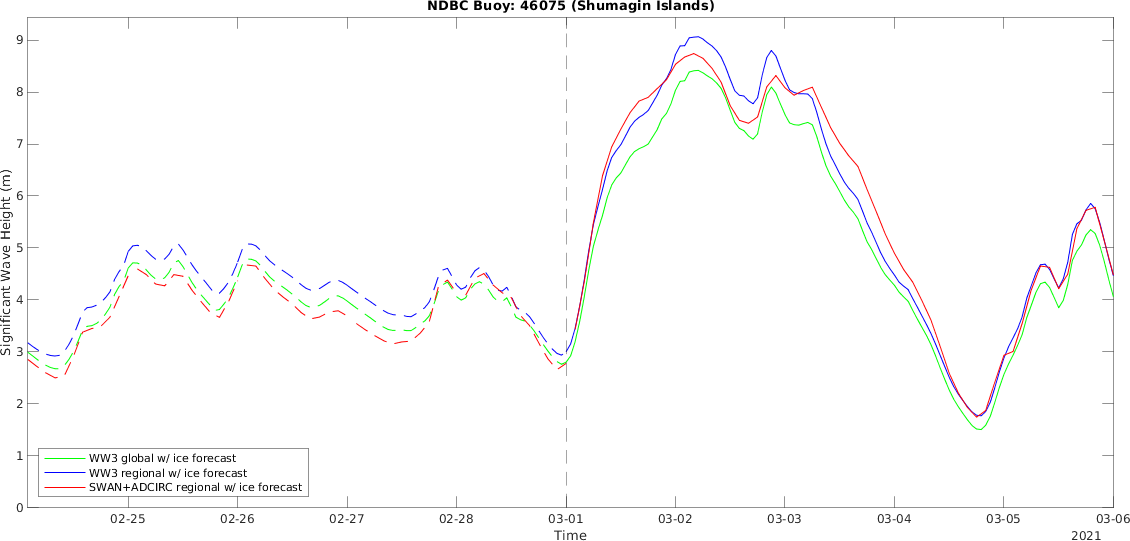 NDBC Buoy: 46075 (Shumagin Islands)
Significant Wave Height (m)
9
8
7
6
5
4
3
2
1
0
WW3 global w/ ice forecast
WW3 regional w/ ice forecast
SWAN+ADCIRC regional w/ ice forecast
02-25 02-26 02-27 02-28 03-01 03-02 03-03 03-04 03-05 03-06
Time
2021